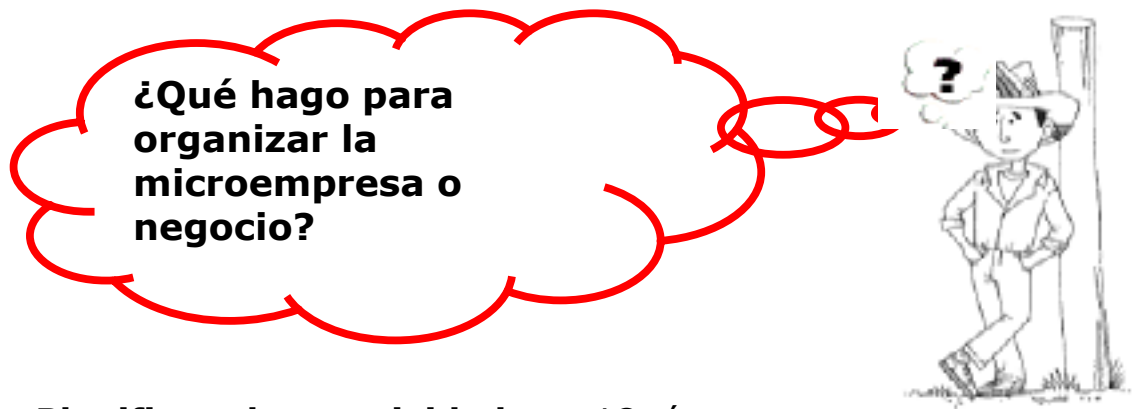 ¿Qué hago para
organizar la
microempresa o
negocio?
?